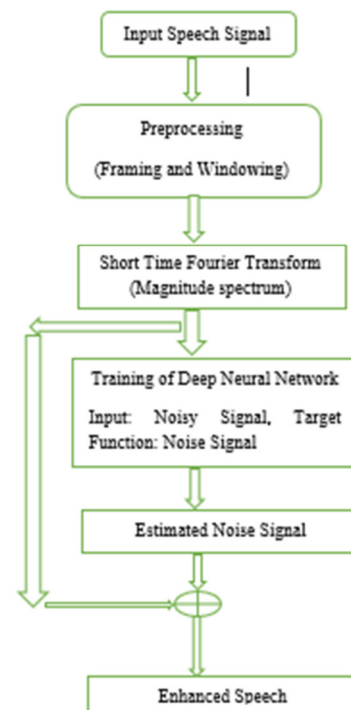 Input Speech Signal
Preprocessing
(Framing and Windowing)
Short Time Fourier Transform
(Magnitude spectrum)
Training of Deep Neural Network
Input: Noisy Signal, Target
Function: Noise Signal
Estimated Noise Signal
Enhanced Speech